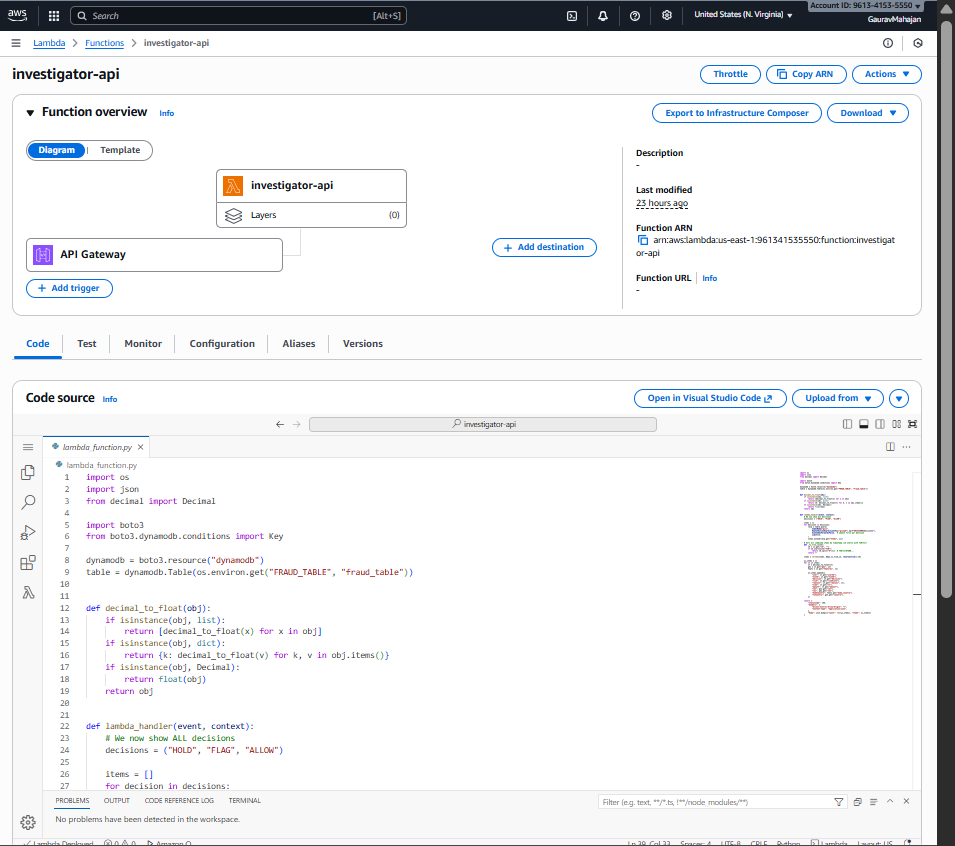 aws
Search
[Alt+S]
United States (N. Virginia)
Account ID: 9613-4153-5550
GauravMahajan
Lambda
Functions
investigator-api
investigator-api
Throttle
Copy ARN
Actions
Function overview
Info
Export to Infrastructure Composer
Download
Diagram
Template
investigator-api
Layers
(0)
API Gateway
+ Add trigger
+ Add destination
Description
-
Last modified
23 hours ago
Function ARN
arn:aws:lambda:us-east-1:961341535550:function:investigat
or-api
Function URL
Info
-
Code
Test
Monitor
Configuration
Aliases
Versions
Code source
Info
Open in Visual Studio Code
Upload from
investigator-api
lambda_function.py
lambda_function.py
1 import os
2 import json
3 from decimal import Decimal
4
5 import boto3
6 from boto3.dynamodb.conditions import Key
7
8 dynamodb = boto3.resource("dynamodb")
9 table = dynamodb.Table(os.environ.get("FRAUD_TABLE", "fraud_table"))
10
11
12 def decimal_to_float(obj):
13     if isinstance(obj, list):
14         return [decimal_to_float(x) for x in obj]
15     if isinstance(obj, dict):
16         return {k: decimal_to_float(v) for k, v in obj.items()}
17     if isinstance(obj, Decimal):
18         return float(obj)
19     return obj
20
21
22 def lambda_handler(event, context):
23     # We now show ALL decisions
24     decisions = ("HOLD", "FLAG", "ALLOW")
25
26     items = []
27     for decision in decisions:
PROBLEMS
OUTPUT
CODE REFERENCE LOG
TERMINAL
Filter (e.g. text, **/*.ts, !**/node_modules/**)
No problems have been detected in the workspace.
Lambda Deployed
0
0
Amazon Q
Ln 39, Col 33
Spaces: 4
UTF-8
CRLF
Python
Lambda
Layout: US